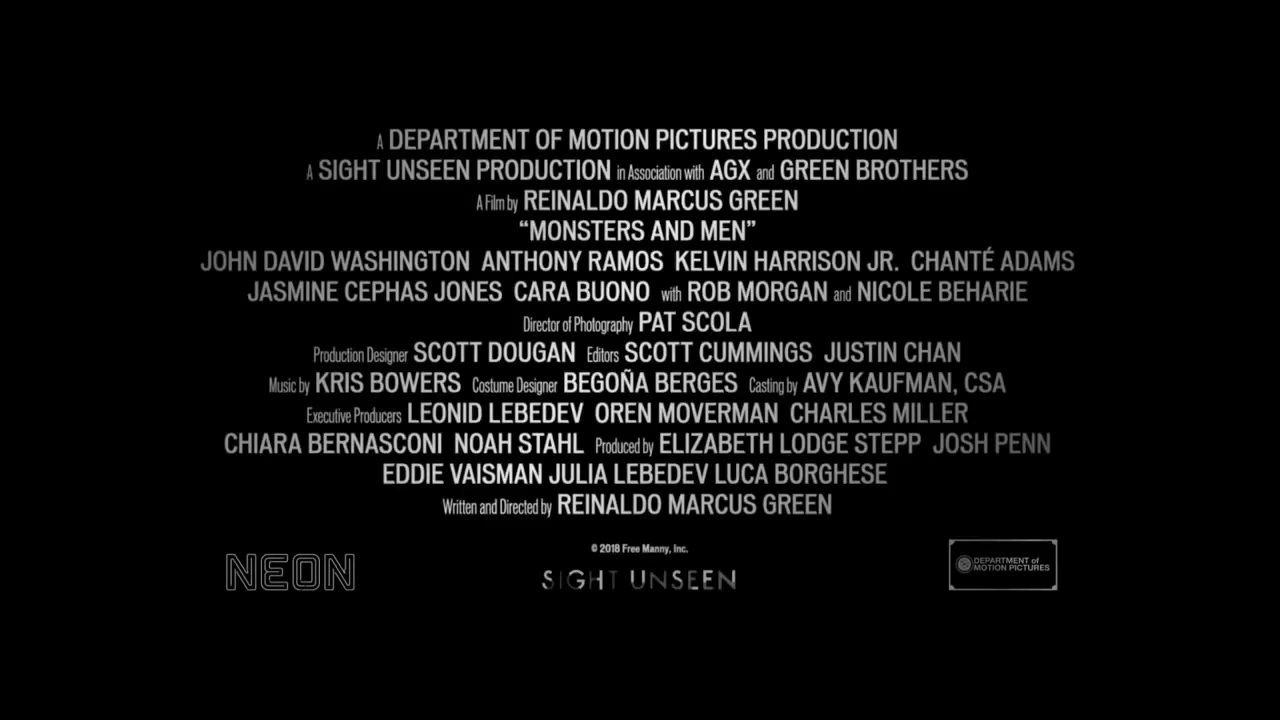 A DEPARTMENT OF MOTION PICTURES PRODUCTION
A SIGHT UNSEEN PRODUCTION in Association with AGX and GREEN BROTHERS
A Film by REINALDO MARCUS GREEN
“MONSTERS AND MEN”
JOHN DAVID WASHINGTON ANTHONY RAMOS KELVIN HARRISON JR. CHANTÉ ADAMS
JASMINE CEPHAS JONES CARA BUONO with ROB MORGAN and NICOLE BEHARIE
Director of Photography PAT SCOLA
Production Designer SCOTT DOUGAN Editors SCOTT CUMMINGS JUSTIN CHAN
Music by KRIS BOWERS Costume Designer BEGOÑA BERGES Casting by AVY KAUFMAN, CSA
Executive Producers LEONID LEBEDEV OREN MOVERMAN CHARLES MILLER
CHIARA BERNASCONI NOAH STAHL Produced by ELIZABETH LODGE STEPP JOSH PENN
EDDIE VAISMAN JULIA LEBEDEV LUCA BORGHESE
Written and Directed by REINALDO MARCUS GREEN
© 2018 Free Manny, Inc.
NEON
SIGHT UNSEEN
DEPARTMENT of
MOTION PICTURES